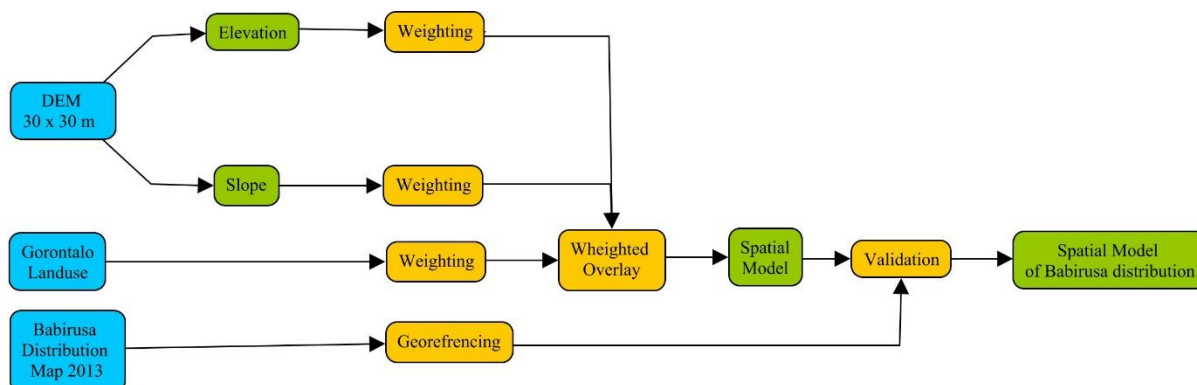 Elevation
Weighting
DEM
30 x 30 m
Slope
Weighting
Gorontalo
Landuse
Weighting
Wheighted
Overlay
Spatial
Model
Validation
Spatial Model
of Babirusa distribution
Babirusa
Distribution
Map 2013
Georefrencing